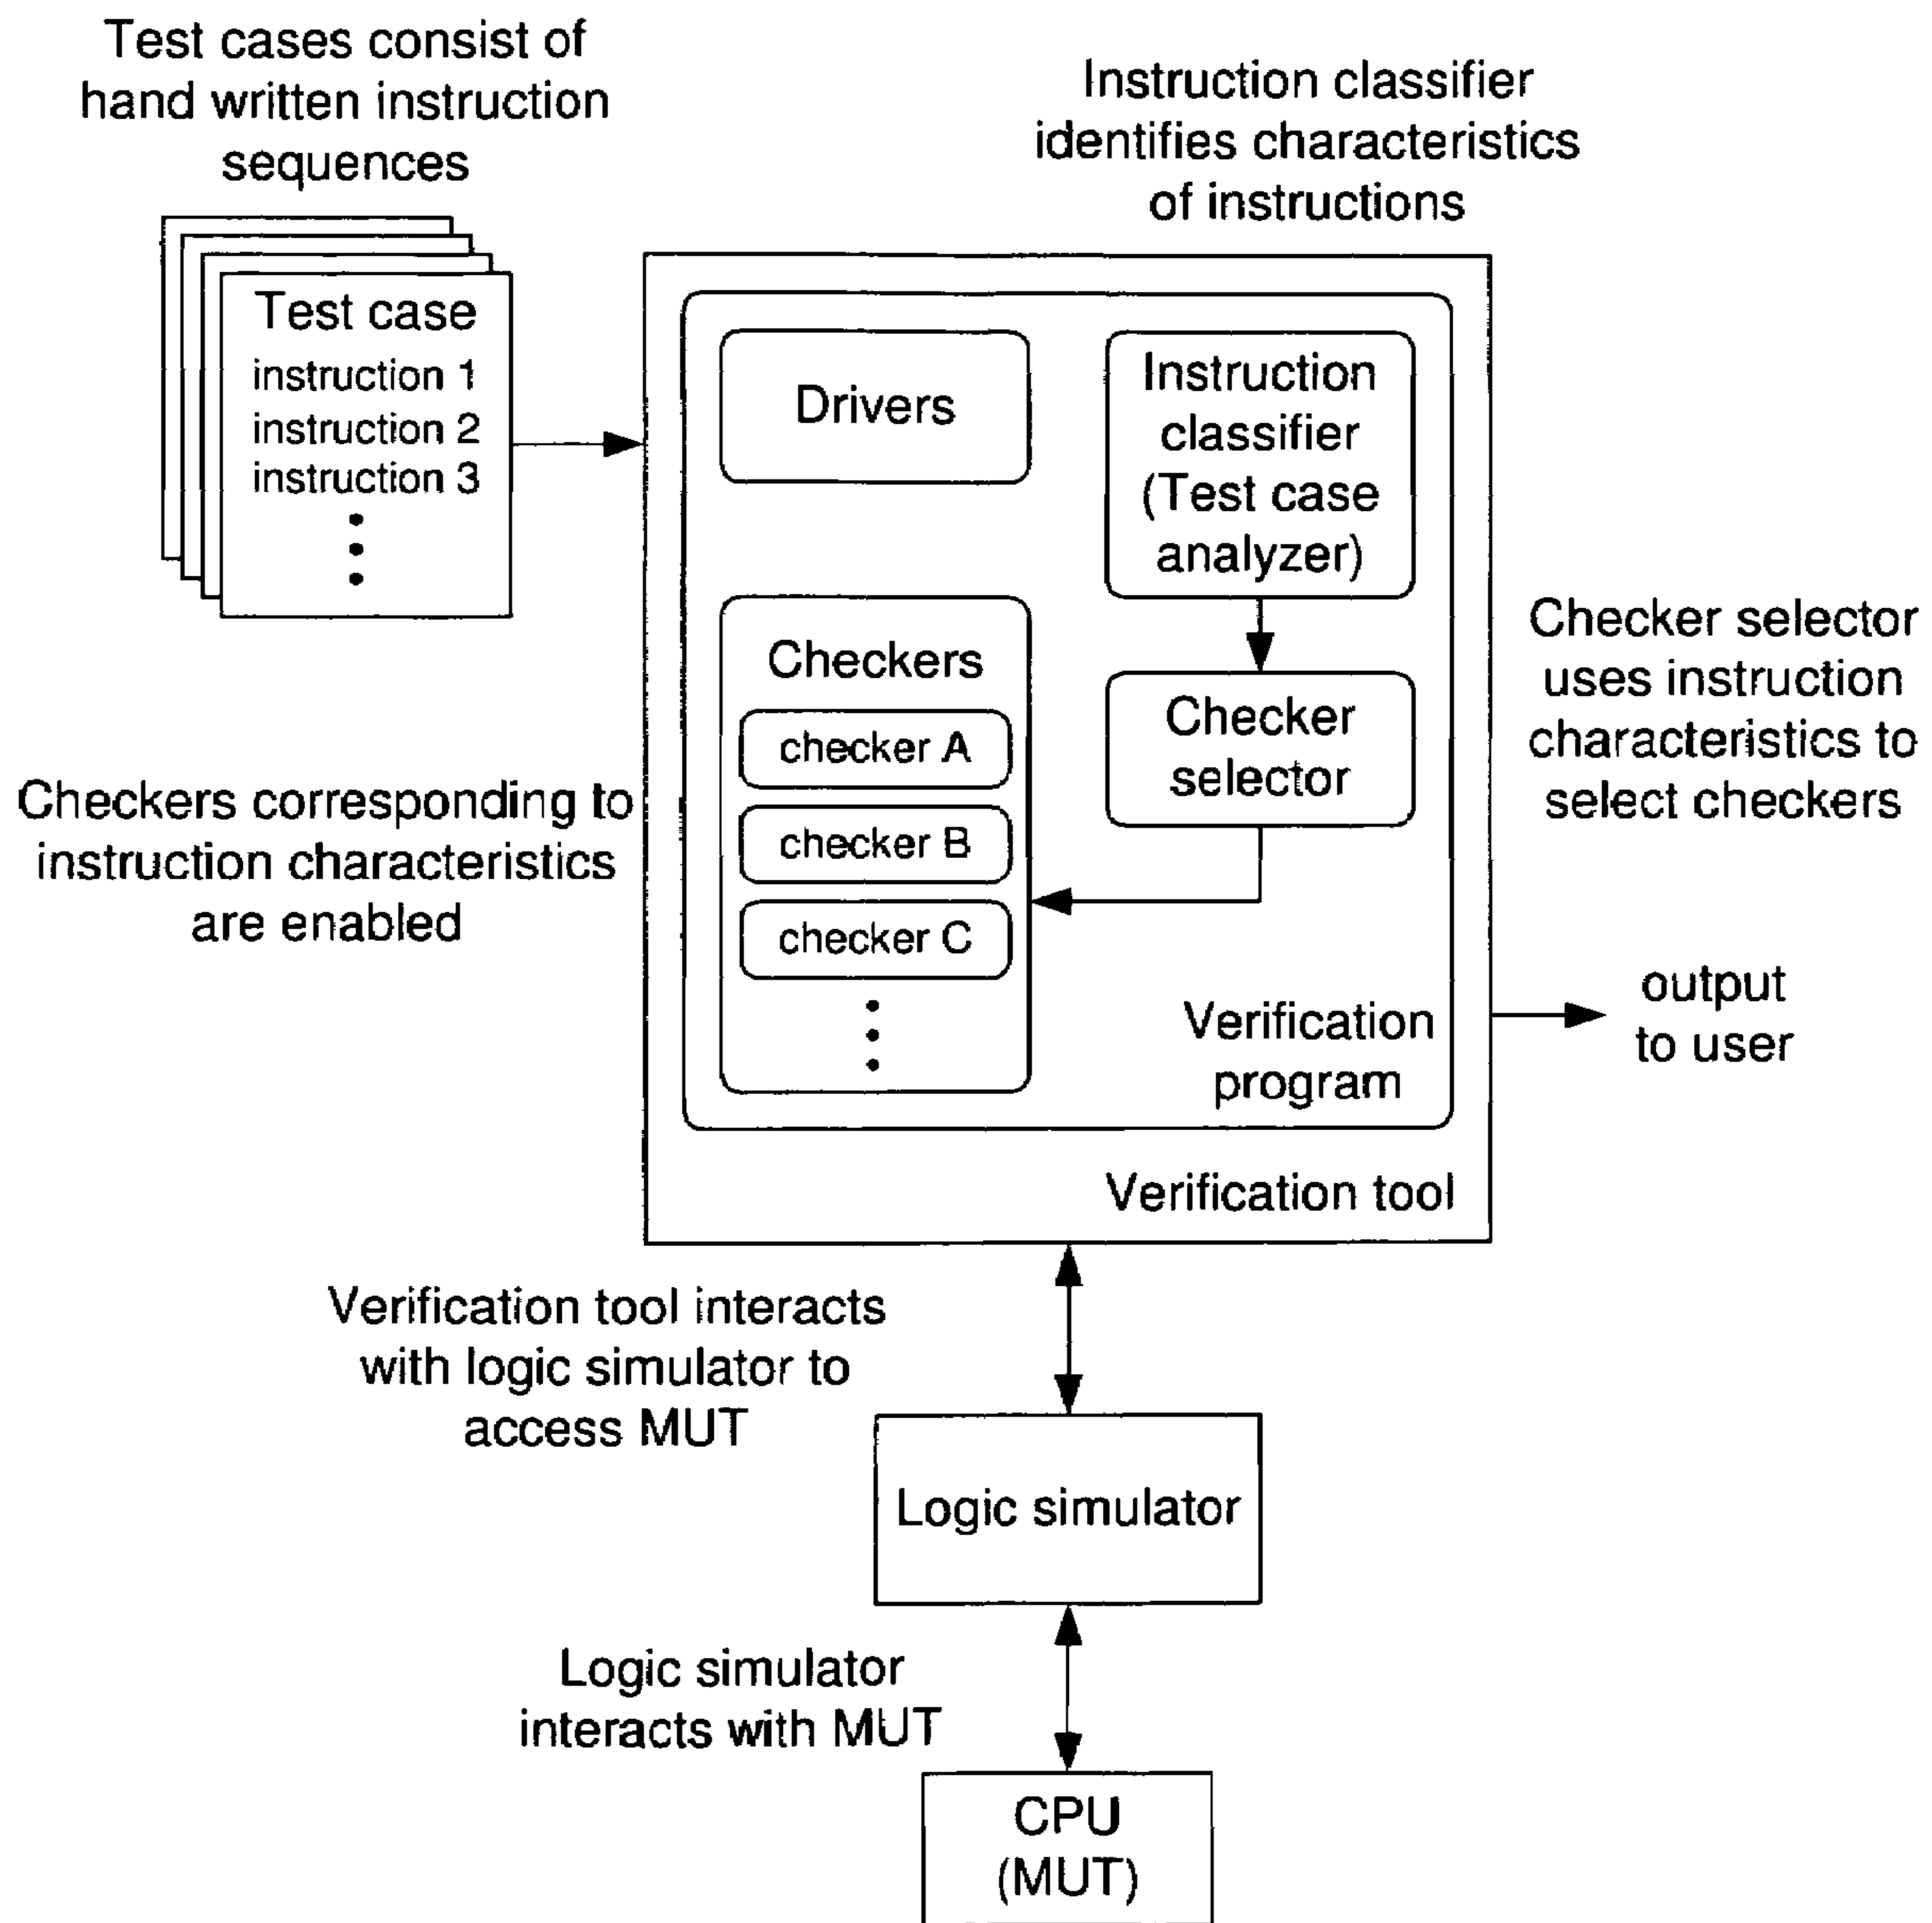 Test cases consist of
hand written instruction
sequences
Instruction classifier
identifies characteristics
of instructions
Test case
instruction 1
instruction 2
instruction 3
Drivers
Instruction
classifier
(Test case
analyzer)
Checkers
checker A
checker B
checker C
Checker
selector
Checker selector
uses instruction
characteristics to
select checkers
Checkers corresponding to
instruction characteristics
are enabled
Verification
program
output
to user
Verification tool
Verification tool interacts
with logic simulator to
access MUT
Logic simulator
Logic simulator
interacts with MUT
CPU
(MUT)